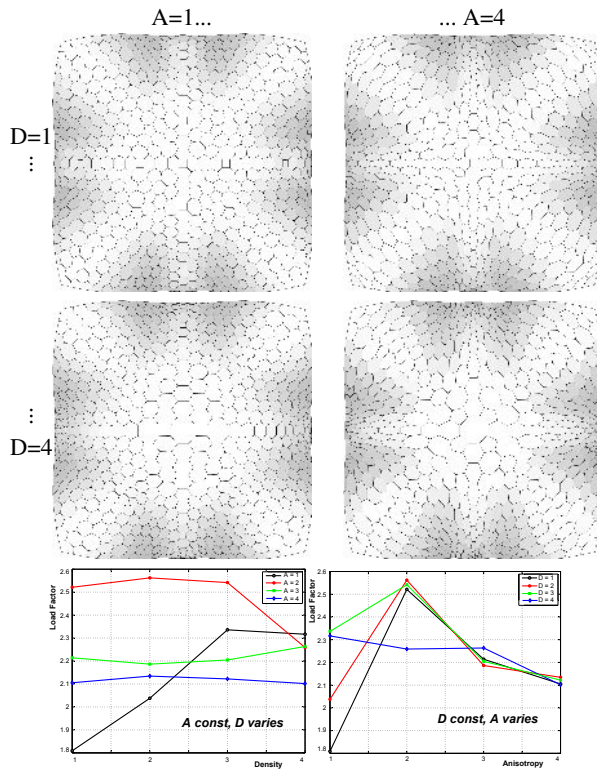 A=1...
... A=4
D=1
...
...
D=4
2.6
2.5
2.4
2.3
2.2
2.1
2
1.9
1.8
Load Factor
A = 1
A = 2
A = 3
A = 4
A const, D varies
1
2
3
4
Density
2.6
2.5
2.4
2.3
2.2
2.1
2
1.9
1.8
Load Factor
D = 1
D = 2
D = 3
D = 4
D const, A varies
1
2
3
4
Anisotropy